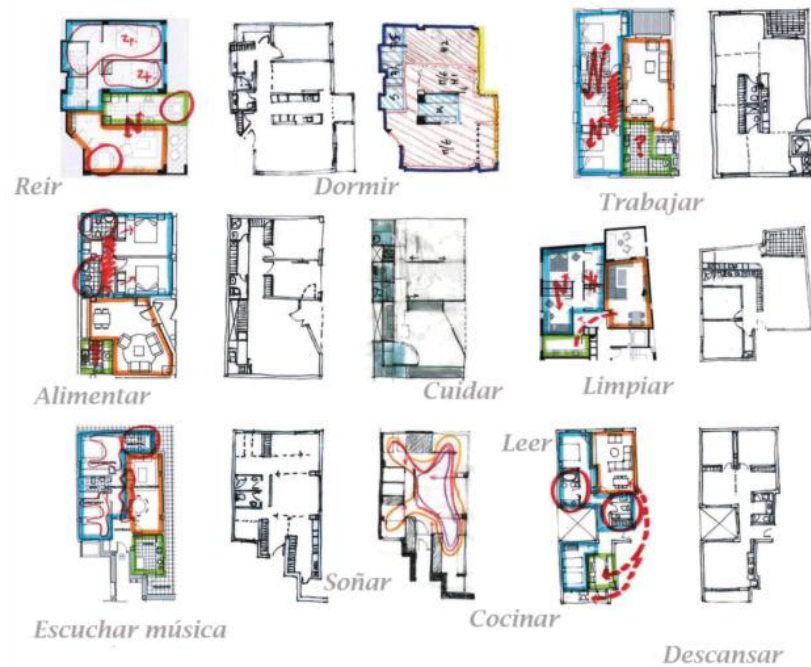 Reir
Dormir
Trabajar
Alimentar
Cuidar
Limpiar
Leer
Escuchar música
Soñar
Cocinar
Descansar